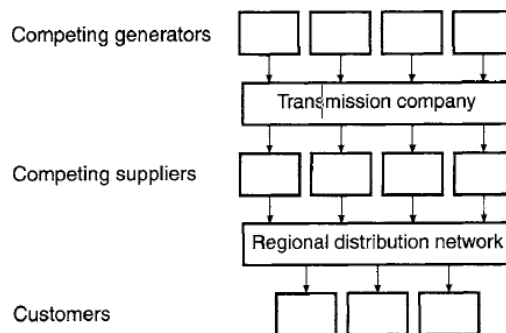 Competing generators
Transmission company
Competing suppliers
Regional distribution network
Customers